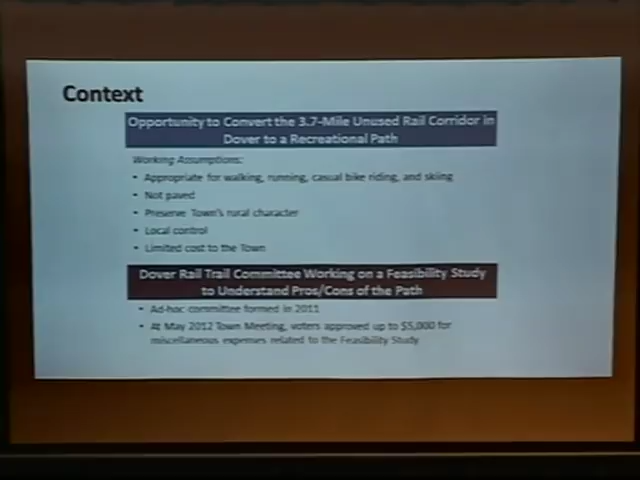 Context
Opportunity to Convert the 3.7-Mile Unused Rail Corridor in
Dover to a Recreational Path
Working Assumptions:
• Appropriate for walking, running, casual bike riding, and skiing
• Not paved
• Preserve Town's rural character
• Local control
• Limited cost to the Town
Dover Rail Trail Committee Working on a Feasibility Study
to Understand Pros/Cons of the Path
• Ad-hoc committee formed in 2011
• At May 2012 Town Meeting, voters approved up to $5,000 for
miscellaneous expenses related to the Feasibility Study